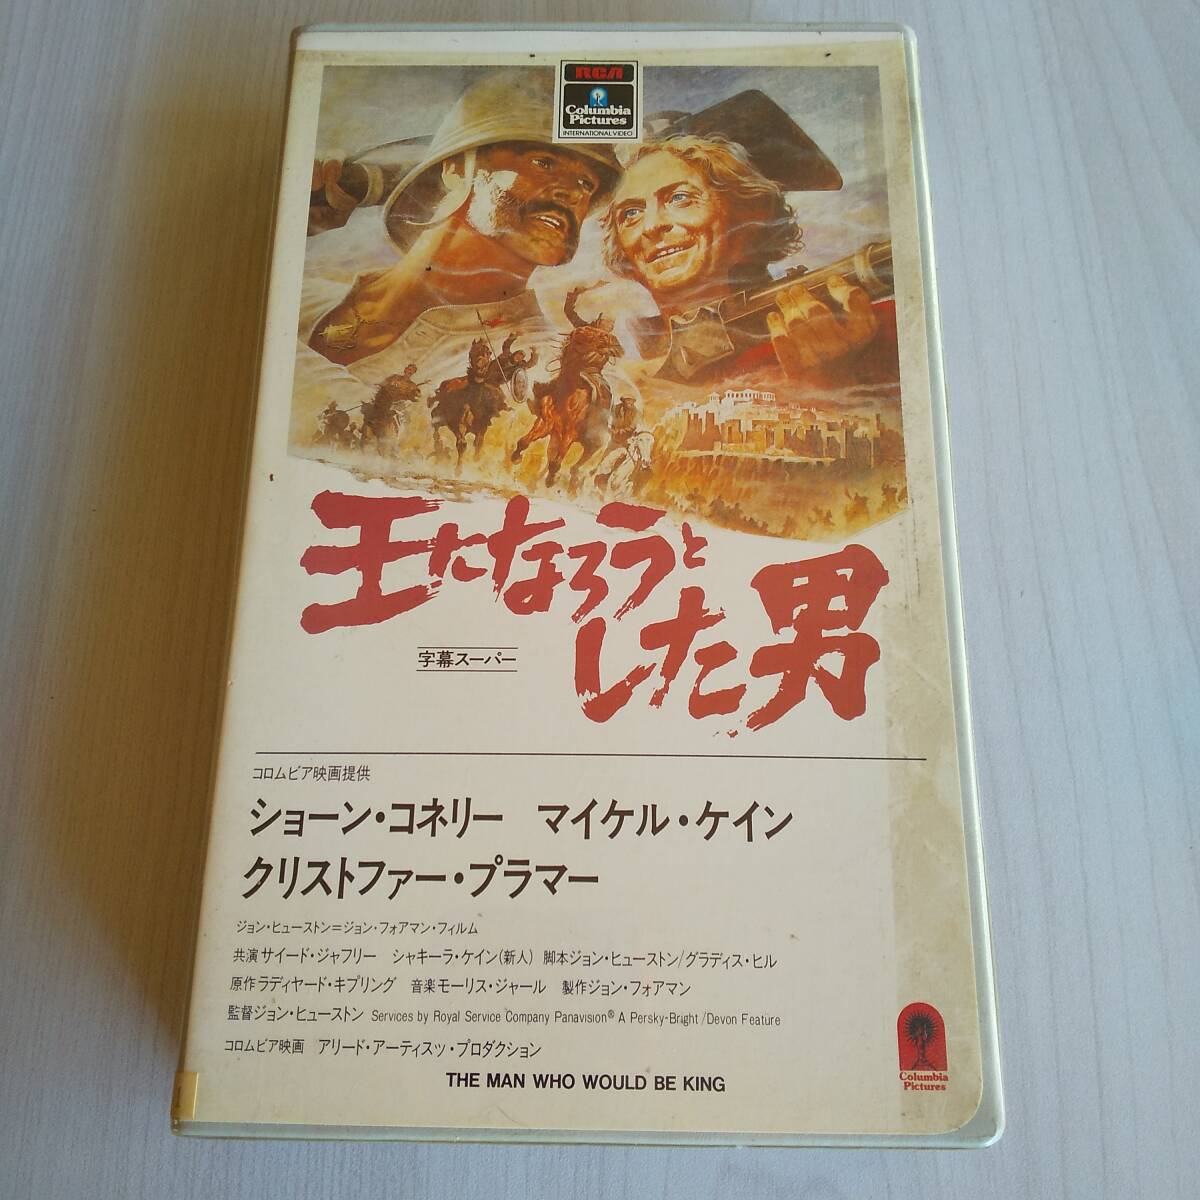 RCA
Columbia
Pictures
INTERNATIONAL VIDEO
王になろうと
した男
字幕スーパー
コロムビア映画提供
ショーン・コネリー マイケル・ケイン
クリストファー・プラマー
ジョン・ヒューストン=ジョン・フォアマン・フィルム
共演サイード・ジャフリー シャキーラ・ケイン(新人) 脚本ジョン・ヒューストン/グラディス・ヒル
原作ラディヤード・キプリング 音楽モーリス・ジャール 製作ジョン・フォアマン
監督ジョン・ヒューストン Services by Royal Service Company Panavision® A Persky-Bright/Devon Feature
コロムビア映画 アリード・アーティスッ・プロダクション
THE MAN WHO WOULD BE KING
Columbia
Pictures